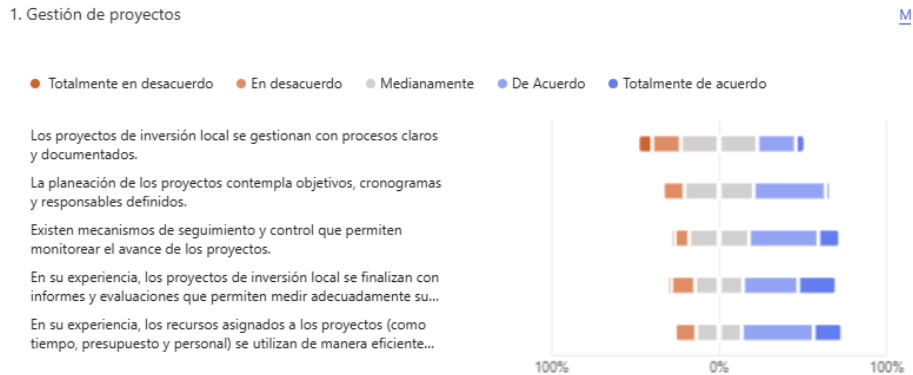 1. Gestión de proyectos
M
Totalmente en desacuerdo En desacuerdo Medianamente De Acuerdo Totalmente de acuerdo
Los proyectos de inversión local se gestionan con procesos claros
y documentados.
La planeación de los proyectos contempla objetivos, cronogramas
y responsables definidos.
Existen mecanismos de seguimiento y control que permiten
monitorear el avance de los proyectos.
En su experiencia, los proyectos de inversión local se finalizan con
informes y evaluaciones que permiten medir adecuadamente su...
En su experiencia, los recursos asignados a los proyectos (como
tiempo, presupuesto y personal) se utilizan de manera eficiente...
100% 0% 100%